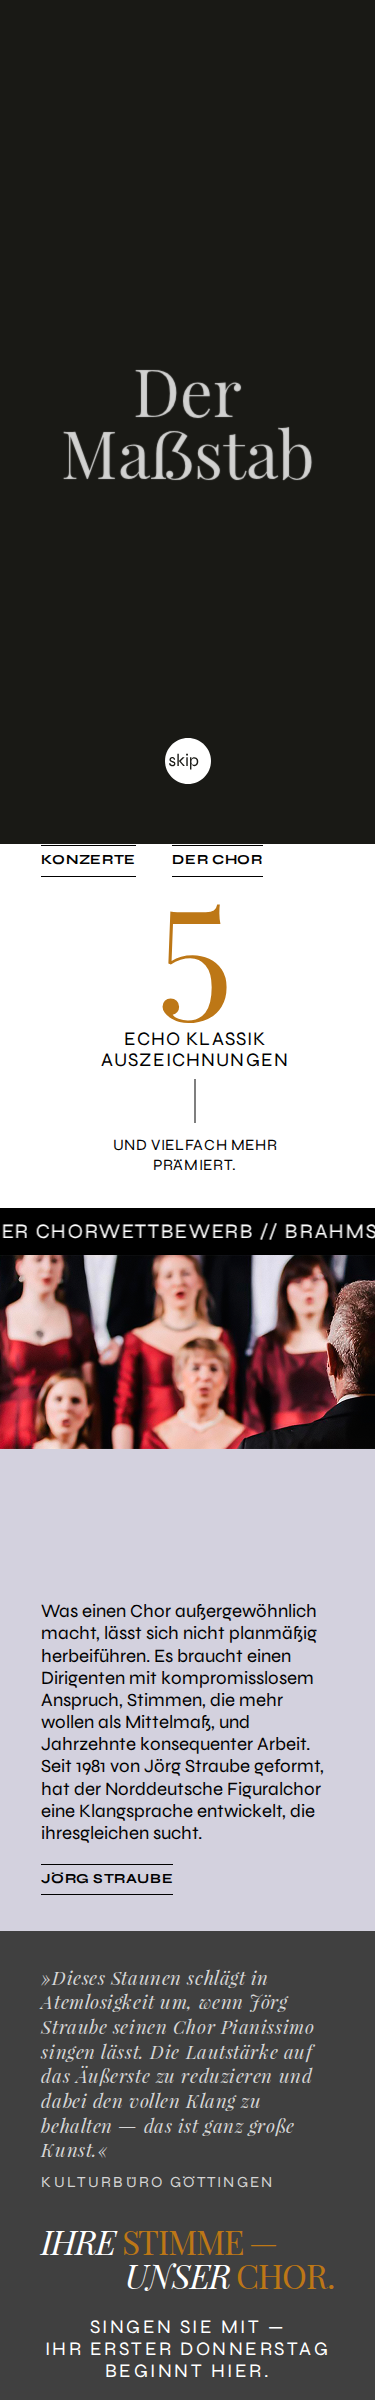 Der
Maßstab
skip
KONZERTE DER CHOR
5
ECHO KLASSIK
AUSZEICHNUNGEN
UND VIELFACH MEHR
PRÄMIERT.
ER CHORWETTBEWERB // BRAHMS
Was einen Chor außergewöhnlich
macht, lässt sich nicht planmäßig
herbeiführen. Es braucht einen
Dirigenten mit kompromisslosem
Anspruch, Stimmen, die mehr
wollen als Mittelmaß, und
Jahrzehnte konsequenter Arbeit.
Seit 1981 von Jörg Straube geformt,
hat der Norddeutsche Figuralchor
eine Klangsprache entwickelt, die
ihresgleichen sucht.
JÖRG STRAUBE
»Dieses Staunen schlägt in
Atemlosigkeit um, wenn Jörg
Straube seinen Chor Pianissimo
singen lässt. Die Lautstärke auf
das Äußerste zu reduzieren und
dabei den vollen Klang zu
behalten — das ist ganz große
Kunst.«
KULTURBÜRO GÖTTINGEN
IHRE STIMME —
UNSER CHOR.
SINGEN SIE MIT —
IHR ERSTER DONNERSTAG
BEGINNT HIER.